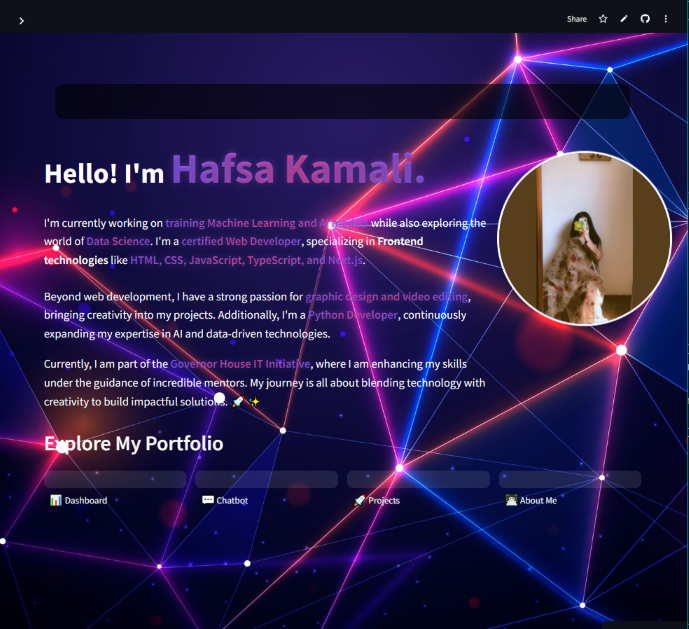 Share
Hello! I'm Hafsa Kamali.
I'm currently working on training Machine Learning and AI models while also exploring the
world of Data Science. I'm a certified Web Developer, specializing in Frontend
technologies like HTML, CSS, JavaScript, TypeScript, and Next.js.
Beyond web development, I have a strong passion for graphic design and video editing,
bringing creativity into my projects. Additionally, I'm a Python Developer, continuously
expanding my expertise in AI and data-driven technologies.
Currently, I am part of the Governor House IT Initiative, where I am enhancing my skills
under the guidance of incredible mentors. My journey is all about blending technology with
creativity to build impactful solutions. 🚀 ✨
Explore My Portfolio
📊 Dashboard 💬 Chatbot 🚀 Projects 👩🏻‍💻 About Me